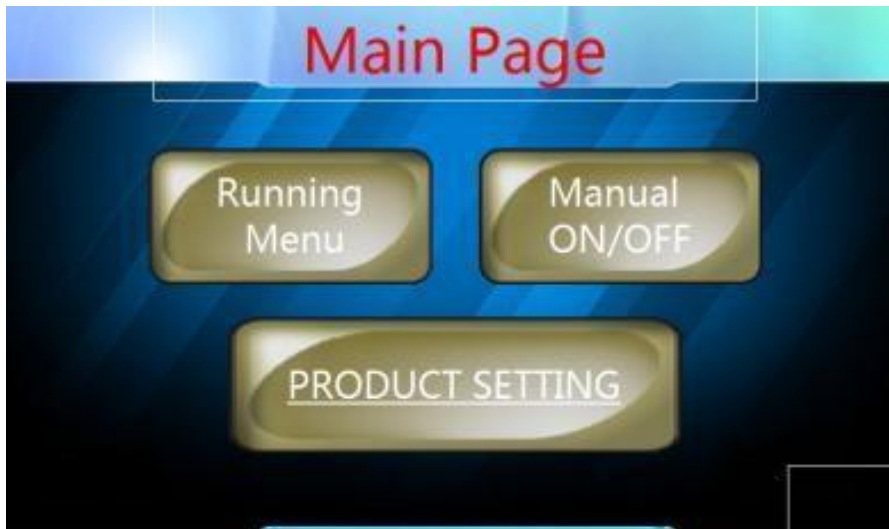 Main Page
Running
Menu
Manual
ON/OFF
PRODUCT SETTING